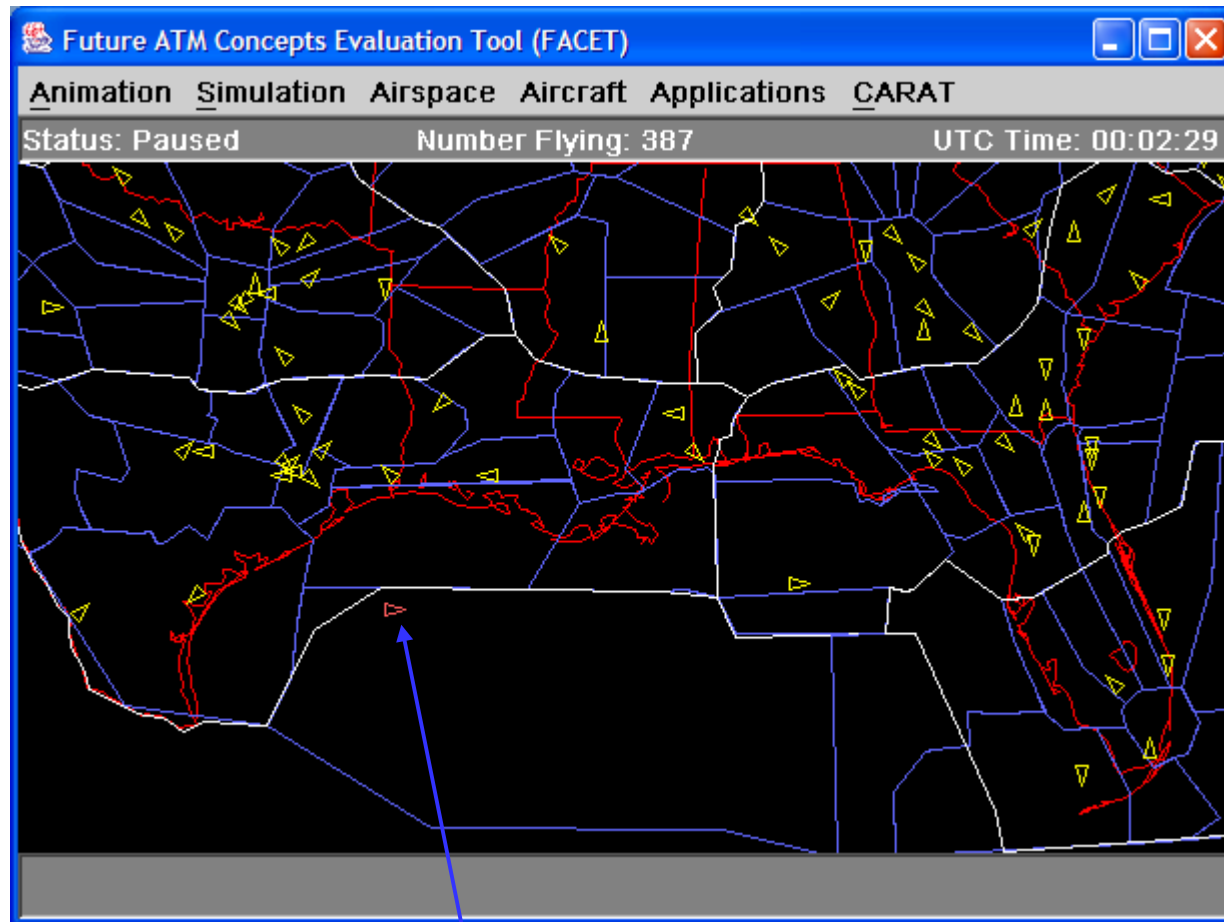 Future ATM Concepts Evaluation Tool (FACET)
Animation Simulation Airspace Aircraft Applications CARAT
Status: Paused Number Flying: 387 UTC Time: 00:02:29